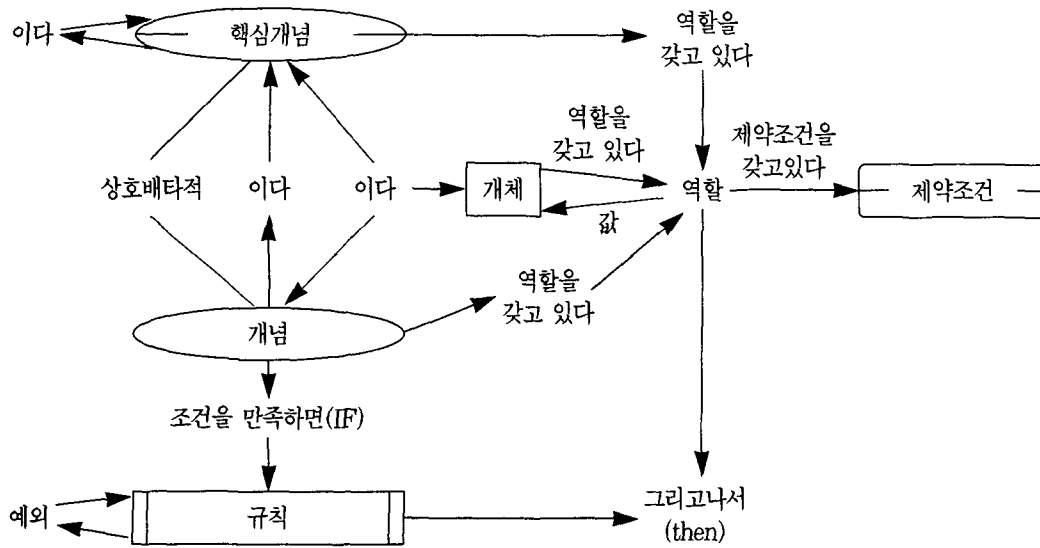 이다
핵심개념
역할을
갖고 있다
역할을
갖고 있다
제약조건을
갖고있다
상호배타적
이다
이다
개체
역할
제약조건
값
역할을
갖고 있다
개념
조건을 만족하면(IF)
예외
규칙
그리고나서
(then)